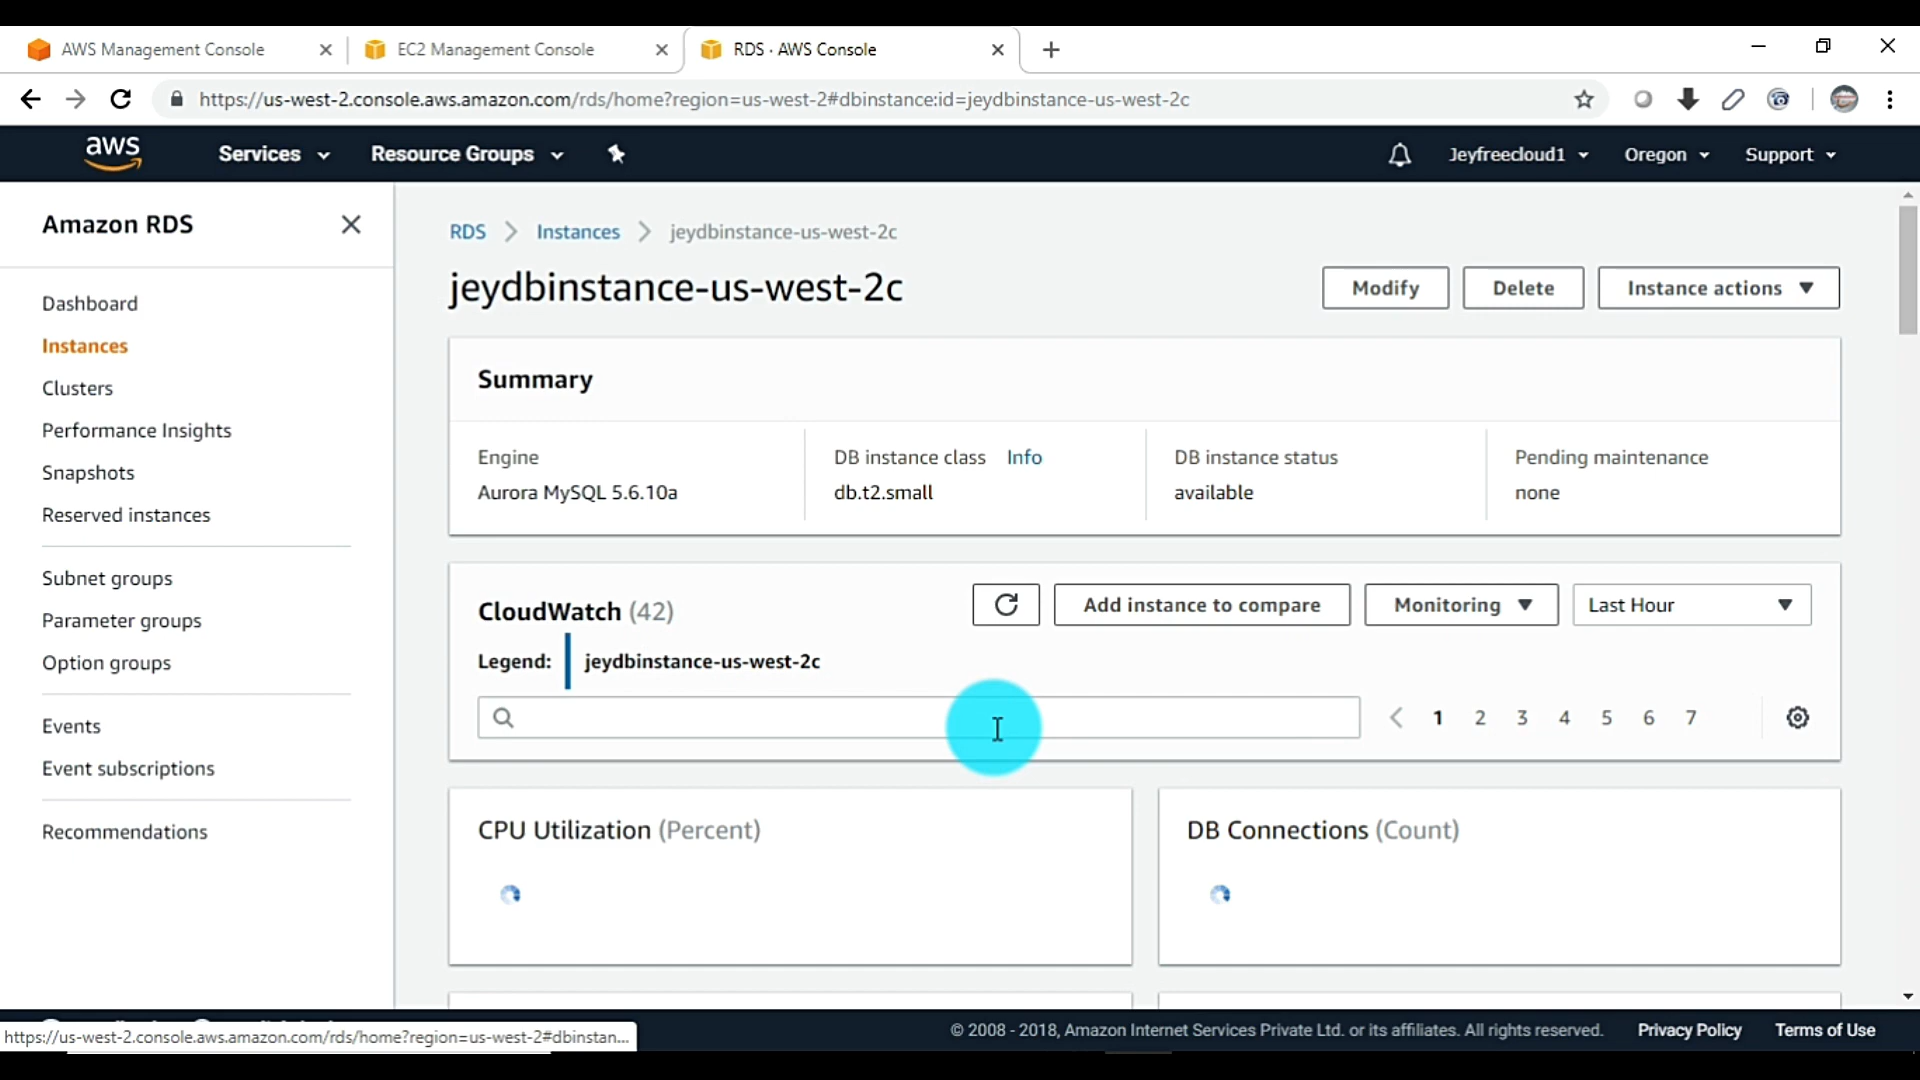 AWS Management Console
EC2 Management Console
RDS · AWS Console
https://us-west-2.console.aws.amazon.com/rds/home?region=us-west-2#dbinstance:id=jeydbinstance-us-west-2c
aws
Services
Resource Groups
Jeyfreecloud1
Oregon
Support
Amazon RDS
Dashboard
Instances
Clusters
Performance Insights
Snapshots
Reserved instances
Subnet groups
Parameter groups
Option groups
Events
Event subscriptions
Recommendations
RDS > Instances > jeydbinstance-us-west-2c
jeydbinstance-us-west-2c
Modify
Delete
Instance actions
Summary
Engine
Aurora MySQL 5.6.10a
DB instance class Info
db.t2.small
DB instance status
available
Pending maintenance
none
CloudWatch (42)
Add instance to compare
Monitoring
Last Hour
Legend: jeydbinstance-us-west-2c
1 2 3 4 5 6 7
CPU Utilization (Percent)
DB Connections (Count)
https://us-west-2.console.aws.amazon.com/rds/home?region=us-west-2#dbinstan...
© 2008 - 2018, Amazon Internet Services Private Ltd. or its affiliates. All rights reserved.
Privacy Policy
Terms of Use